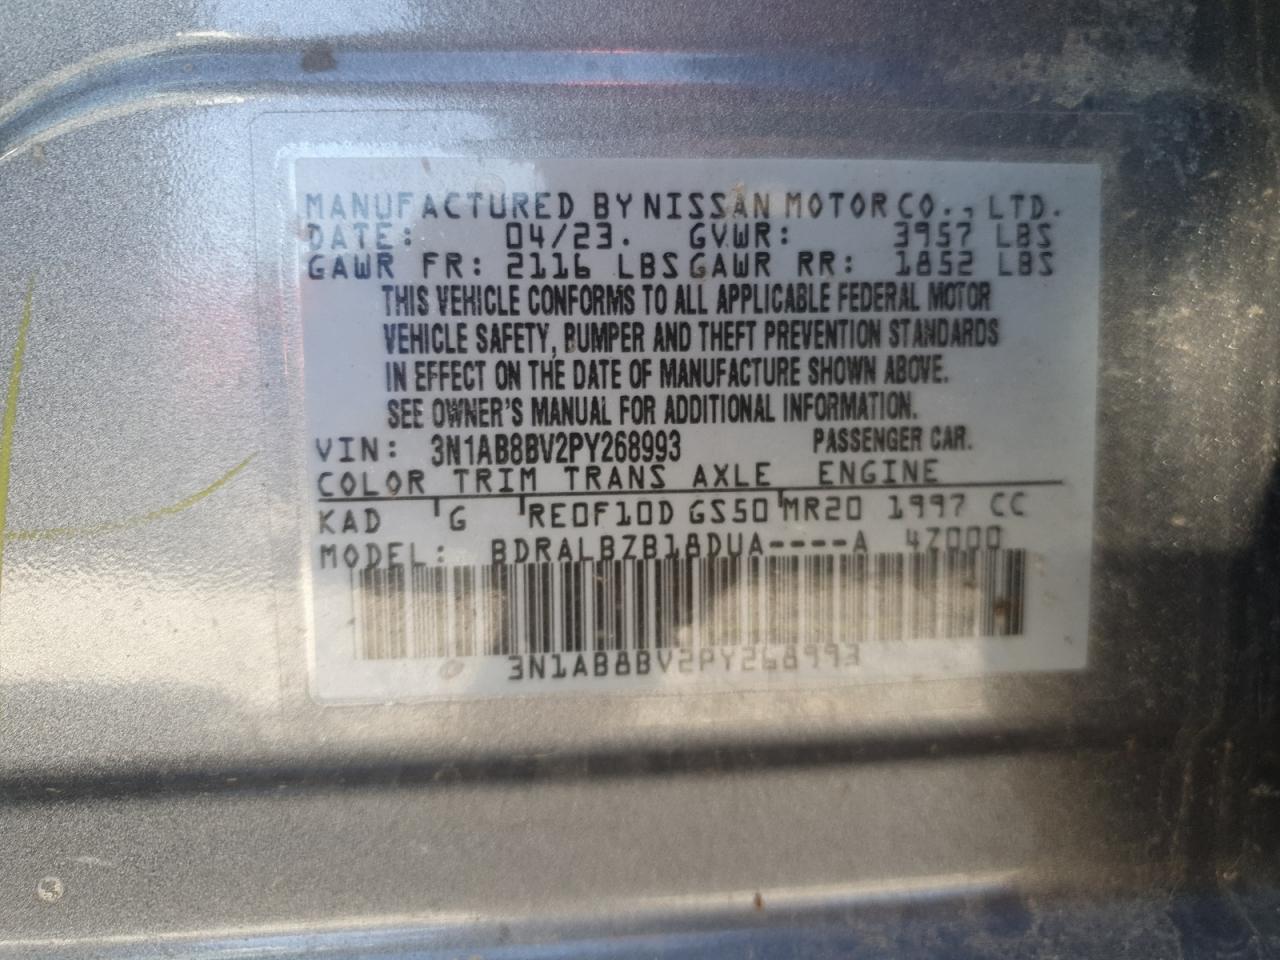 MANUFACTURED BY NISSAN MOTOR CO., LTD.
DATE: 04/23. GVWR: 3957 LBS
GAWR FR: 2116 LBS GAWR RR: 1852 LBS
THIS VEHICLE CONFORMS TO ALL APPLICABLE FEDERAL MOTOR
VEHICLE SAFETY, BUMPER AND THEFT PREVENTION STANDARDS
IN EFFECT ON THE DATE OF MANUFACTURE SHOWN ABOVE.
SEE OWNER'S MANUAL FOR ADDITIONAL INFORMATION.
VIN: 3N1AB8BV2PY268993 PASSENGER CAR.
COLOR TRIM TRANS AXLE ENGINE
KAD G RE0F10D GS50 MR20 1997 CC
MODEL: BDRALBZB18DUA----A 47000
3N1AB8BV2PY268993